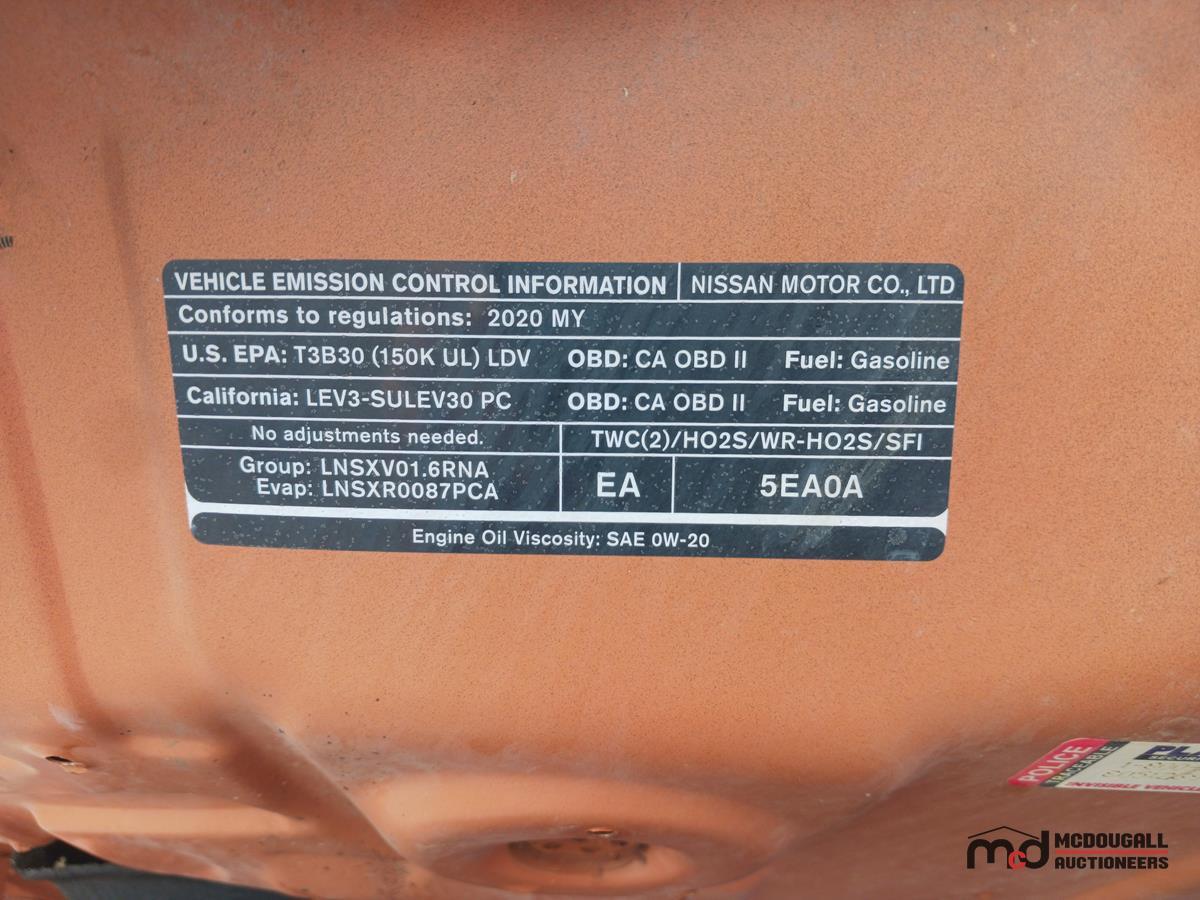 VEHICLE EMISSION CONTROL INFORMATION NISSAN MOTOR CO., LTD
Conforms to regulations: 2020 MY
U.S. EPA: T3B30 (150K UL) LDV OBD: CA OBD II Fuel: Gasoline
California: LEV3-SULEV30 PC OBD: CA OBD II Fuel: Gasoline
No adjustments needed. TWC(2)/HO2S/WR-HO2S/SFI
Group: LNSXV01.6RNA
Evap: LNSXR0087PCA
EA 5EA0A
Engine Oil Viscosity: SAE 0W-20
POLICE
TRACEABLE
mcd MCDOUGALL
AUCTIONEERS